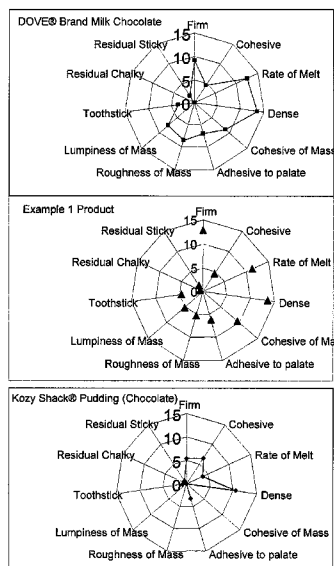 DOVE® Brand Milk Chocolate
Firm
15
10
5
0
Cohesive
Rate of Melt
Dense
Cohesive of Mass
Adhesive to palate
Roughness of Mass
Lumpiness of Mass
Toothstick
Residual Chalky
Residual Sticky
Example 1 Product
Firm
15
10
5
0
Cohesive
Rate of Melt
Dense
Cohesive of Ma
Adhesive to palate
Roughness of Mass
Lumpiness of Mass
Toothstick
Residual Chalky
Residual Sticky
Kozy Shack® Pudding (Chocolate)
Firm
15
10
5
0
Cohesive
Rate of Melt
Dense
Cohesive of Mass
Adhesive to palate
Roughness of Mass
Lumpiness of Mass
Toothstick
Residual Chalky
Residual Sticky